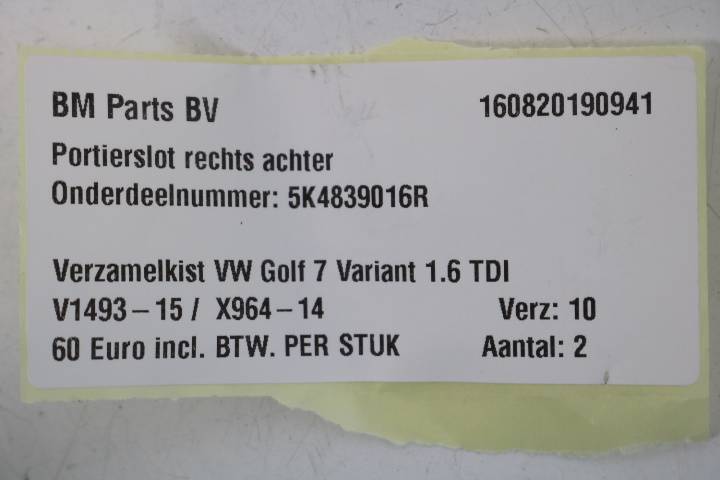 BM Parts BV 160820190941
Portierslot rechts achter
Onderdeelnummer: 5K4839016R
Verzamelkist VW Golf 7 Variant 1.6 TDI
V1493-15 / X964-14 Verz: 10
60 Euro incl. BTW. PER STUK Aantal: 2